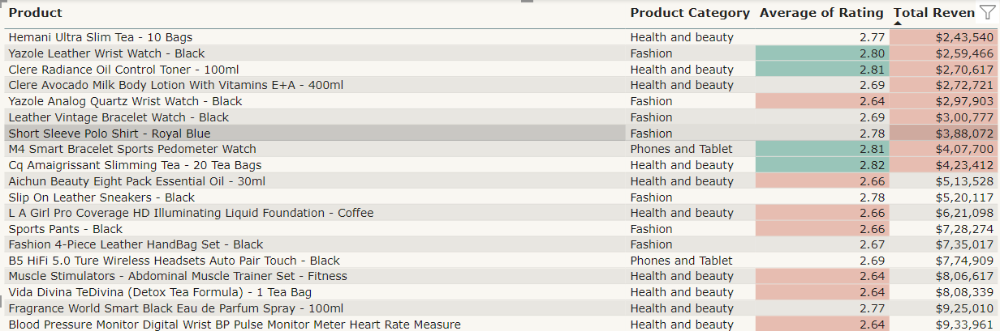 Product Product Category Average of Rating Total Reven
Hemani Ultra Slim Tea - 10 Bags Health and beauty 2.77 $2,43,540
Yazole Leather Wrist Watch - Black Fashion 2.80 $2,59,466
Clere Radiance Oil Control Toner - 100ml Health and beauty 2.81 $2,70,617
Clere Avocado Milk Body Lotion With Vitamins E+A - 400ml Health and beauty 2.69 $2,72,721
Yazole Analog Quartz Wrist Watch - Black Fashion 2.64 $2,97,903
Leather Vintage Bracelet Watch - Black Fashion 2.69 $3,00,777
Short Sleeve Polo Shirt - Royal Blue Fashion 2.78 $3,88,072
M4 Smart Bracelet Sports Pedometer Watch Phones and Tablet 2.81 $4,07,700
Cq Amaigrissant Slimming Tea - 20 Tea Bags Health and beauty 2.82 $4,23,412
Aichun Beauty Eight Pack Essential Oil - 30ml Health and beauty 2.66 $5,13,528
Slip On Leather Sneakers - Black Fashion 2.78 $5,20,117
L A Girl Pro Coverage HD Illuminating Liquid Foundation - Coffee Health and beauty 2.66 $6,21,098
Sports Pants - Black Fashion 2.66 $7,28,274
Fashion 4-Piece Leather HandBag Set - Black Fashion 2.67 $7,35,017
B5 HiFi 5.0 Ture Wireless Headsets Auto Pair Touch - Black Phones and Tablet 2.69 $7,74,909
Muscle Stimulators - Abdominal Muscle Trainer Set - Fitness Health and beauty 2.64 $8,06,617
Vida Divina TeDivina (Detox Tea Formula) - 1 Tea Bag Health and beauty 2.64 $8,08,339
Fragrance World Smart Black Eau de Parfum Spray - 100ml Health and beauty 2.77 $9,25,010
Blood Pressure Monitor Digital Wrist BP Pulse Monitor Meter Heart Rate Measure Health and beauty 2.64 $9,33,961